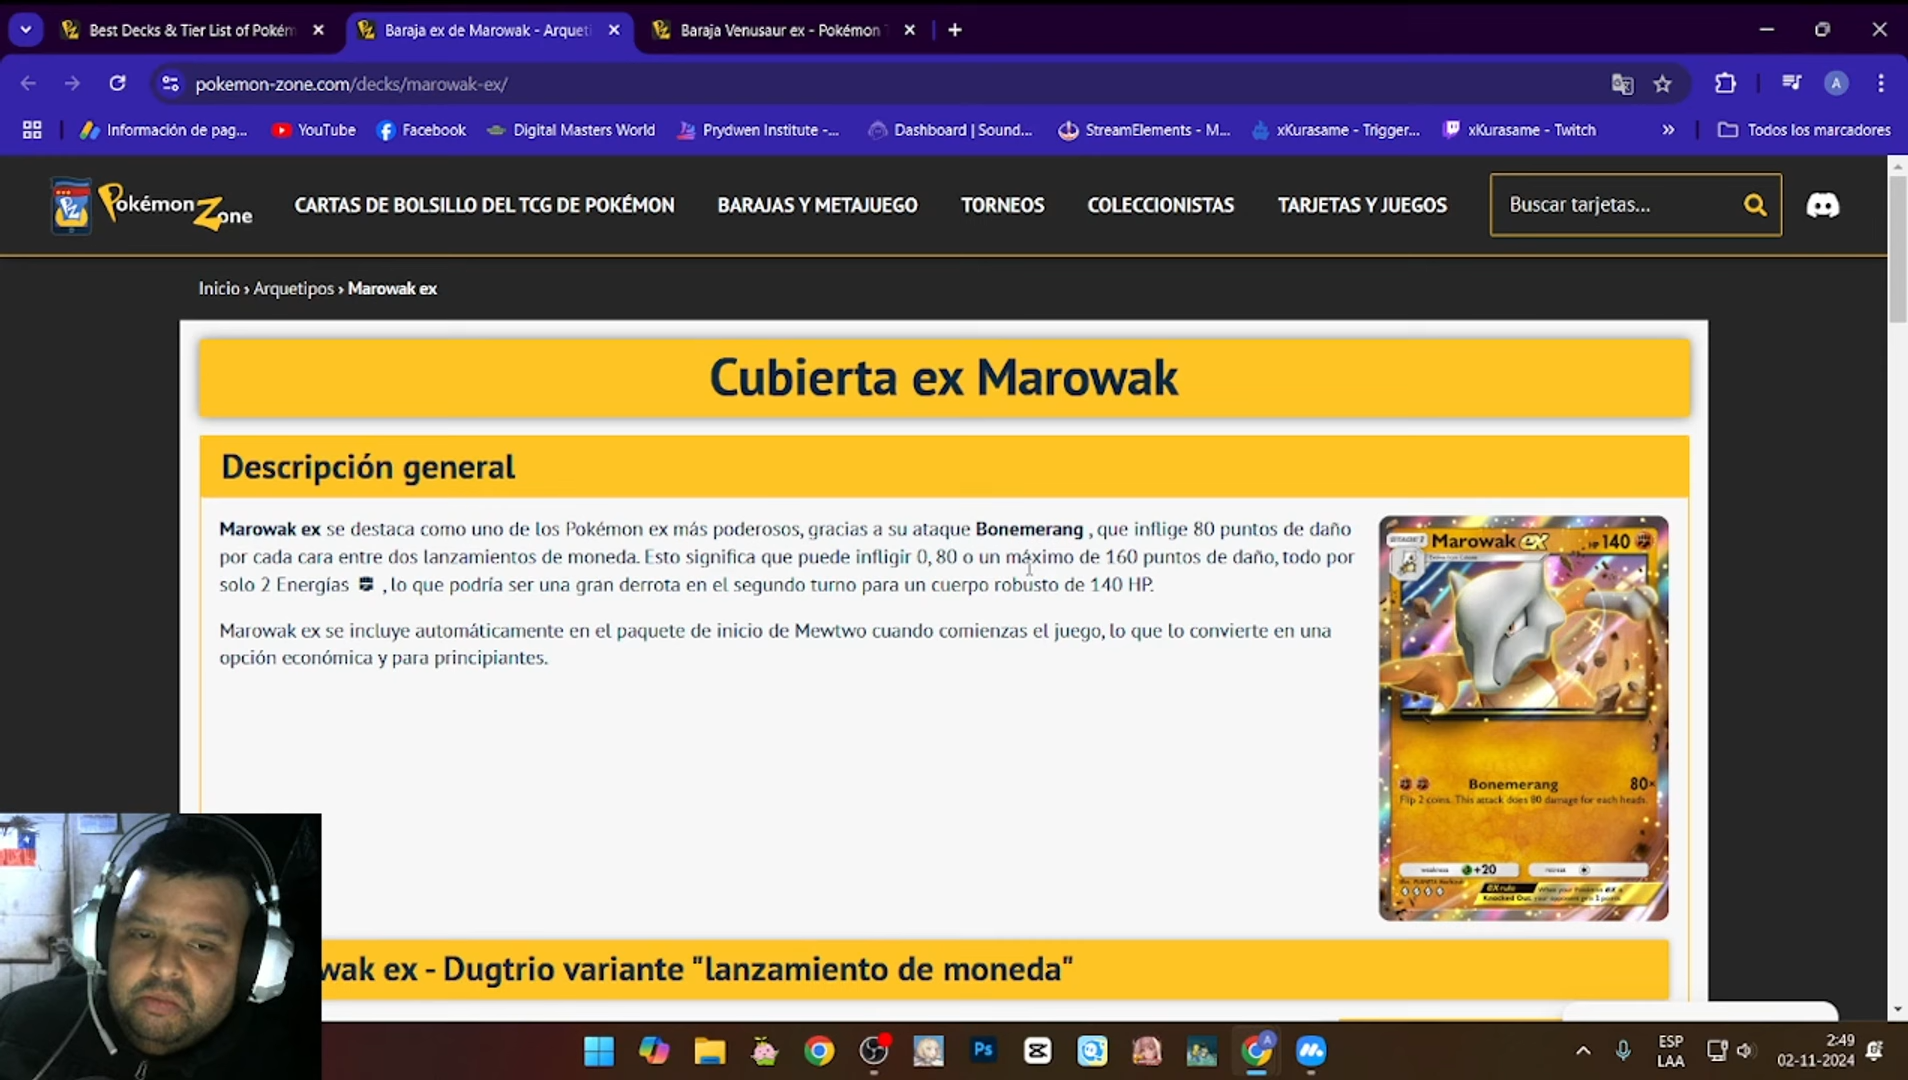 Best Decks & Tier List of Pokém
Baraja ex de Marowak - Arqueti
Baraja Venusaur ex - Pokémon T
pokemon-zone.com/decks/marowak-ex/
A
Información de pag...
YouTube
Facebook
Digital Masters World
Prydwen Institute -...
Dashboard | Sound...
StreamElements - M...
xKurasame - Trigger...
xKurasame - Twitch
Todos los marcadores
PZ
Pokémon Zone
CARTAS DE BOLSILLO DEL TCG DE POKÉMON
BARAJAS Y METAJUEGO
TORNEOS
COLECCIONISTAS
TARJETAS Y JUEGOS
Buscar tarjetas...
Inicio › Arquetipos › Marowak ex
Cubierta ex Marowak
Descripción general
Marowak ex se destaca como uno de los Pokémon ex más poderosos, gracias a su ataque Bonemerang , que inflige 80 puntos de daño
por cada cara entre dos lanzamientos de moneda. Esto significa que puede infligir 0, 80 o un máximo de 160 puntos de daño, todo por
solo 2 Energías , lo que podría ser una gran derrota en el segundo turno para un cuerpo robusto de 140 HP.
Marowak ex se incluye automáticamente en el paquete de inicio de Mewtwo cuando comienzas el juego, lo que lo convierte en una
opción económica y para principiantes.
STAGE 1
Marowak ex
HP 140
Bonemerang 80×
Flip 2 coins. This attack does 80 damage for each heads.
weakness +20
retreat
ex rule
When your Pokémon ex is
Knocked Out, your opponent gets 2 points.
wak ex - Dugtrio variante "lanzamiento de moneda"
Ps
A
ESP
LAA
2:49
02-11-2024